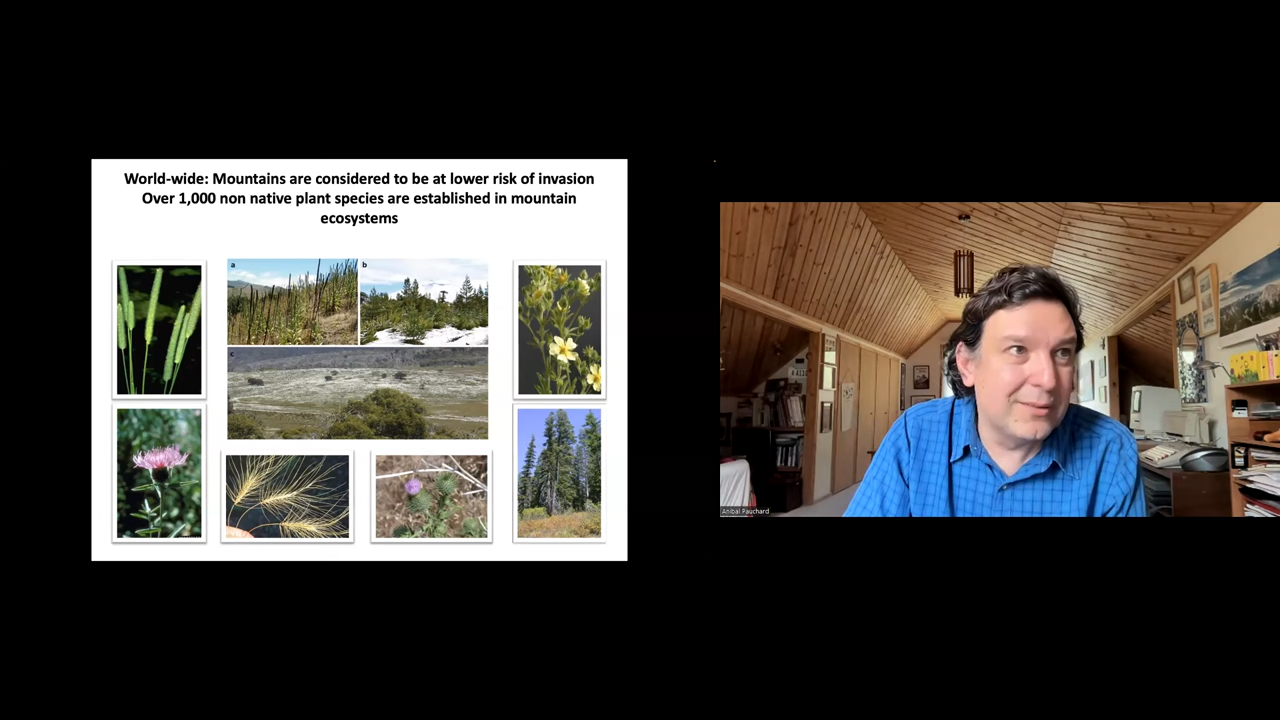 World-wide: Mountains are considered to be at lower risk of invasion
Over 1,000 non native plant species are established in mountain
ecosystems
a
b
c
Anibal Pauchard